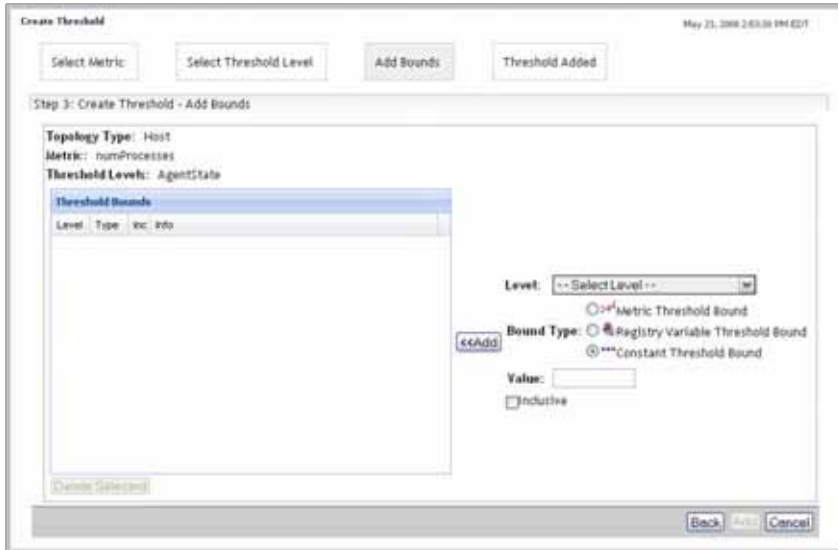 Create Threshold
May 23, 2008 2:53:26 PM EDT
Select Metric
Select Threshold Level
Add Bounds
Threshold Added
Step 3: Create Threshold - Add Bounds
Topology Type: Host
Metric: numProcesses
Threshold Levels: AgentState
Threshold Bounds
Level Type Inc Info
Level: -- Select Level --
Metric Threshold Bound
Bound Type: Registry Variable Threshold Bound
<<Add
Constant Threshold Bound
Value:
Inclusive
Delete Selected
Back Add Cancel